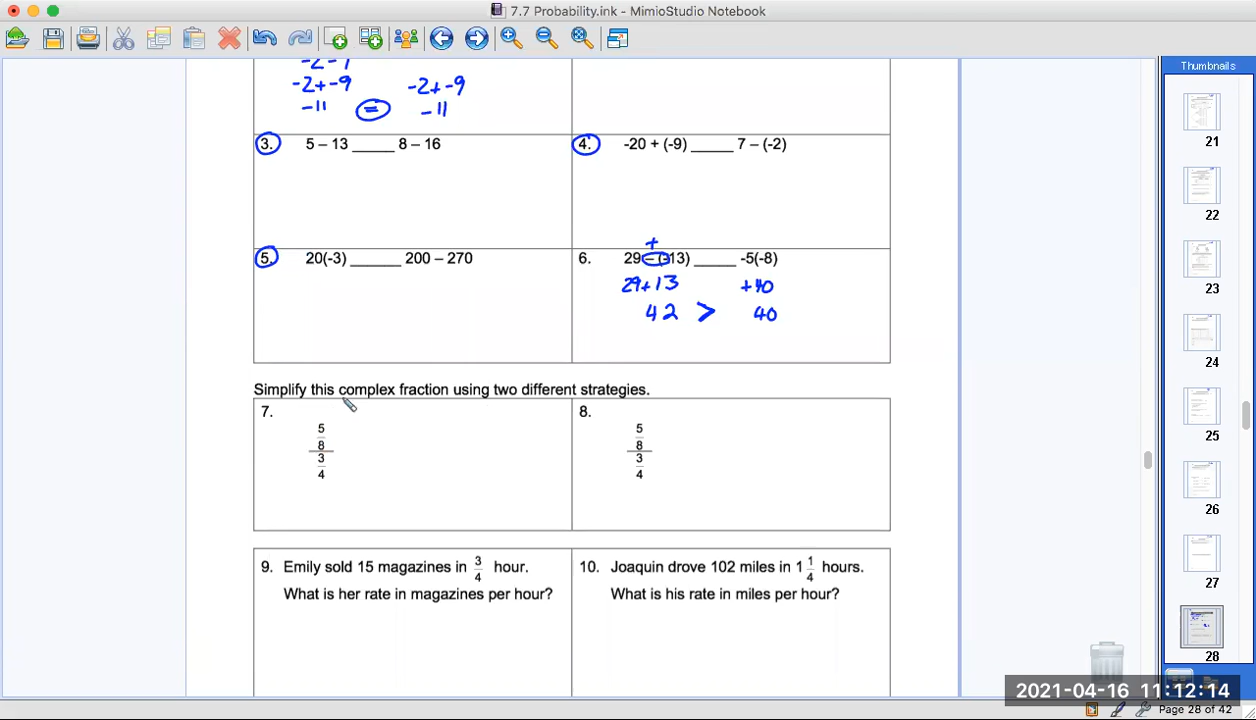 7.7 Probability.ink - MimioStudio Notebook
Thumbnails
-2+-9 -2+-9
-11 = -11
3. 5 – 13 _____ 8 – 16
4. -20 + (-9) _____ 7 – (-2)
+
5. 20(-3) ______ 200 – 270
6. 29 – (-13) _____ -5(-8)
29+13 +40
42 > 40
Simplify this complex fraction using two different strategies.
7.
5
8
3
4
8.
5
8
3
4
9. Emily sold 15 magazines in 3/4 hour.
What is her rate in magazines per hour?
10. Joaquin drove 102 miles in 1 1/4 hours.
What is his rate in miles per hour?
21
22
23
24
25
26
27
28
2021-04-16 11:12:14
Page 28 of 42